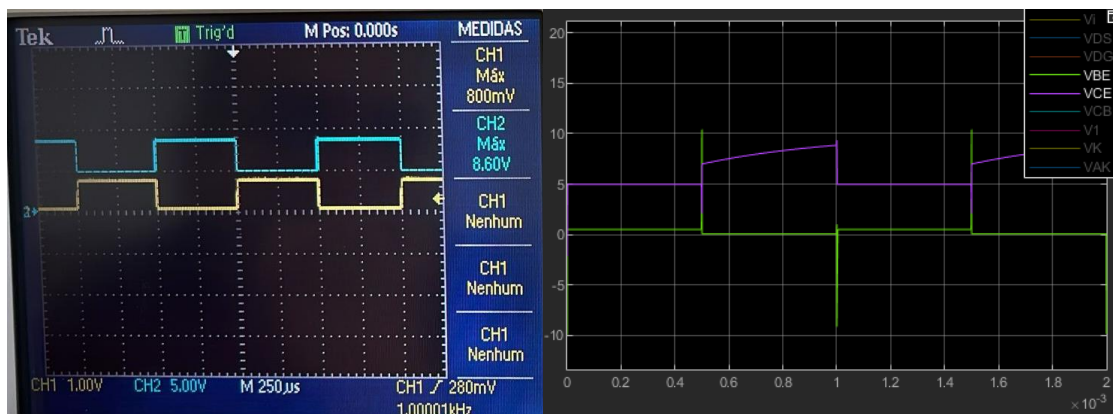 Tek
T Trig'd
M Pos: 0.000s
MEDIDAS
CH1
Máx
800mV
CH2
Máx
8.60V
CH1
Nenhum
CH1
Nenhum
CH1
Nenhum
2
CH1 1.00V
CH2 5.00V
M 250µs
CH1 / 280mV
1.00001kHz
20
15
10
5
0
-5
-10
0
0.2
0.4
0.6
0.8
1.0
1.2
1.4
1.6
1.8
2.0
×10⁻³
Vi
VDS
VDG
VBE
VCE
VCB
V1
VK
VAK